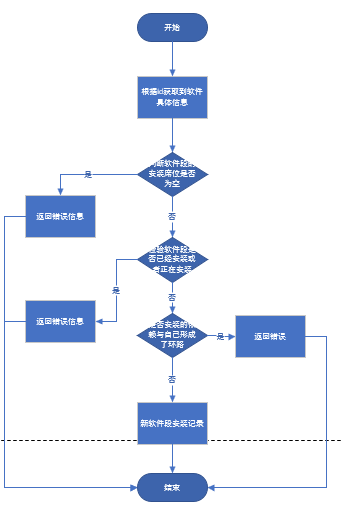 开始
根据id获取到软件
具体信息
判断软件段的
安装席位是否
为空
是
否
返回错误信息
检验软件段是
否已经安装或
者正在安装
是
否
返回错误信息
是否安装的依
赖与自己形成
了环路
是
返回错误
否
新软件段安装记录
结束